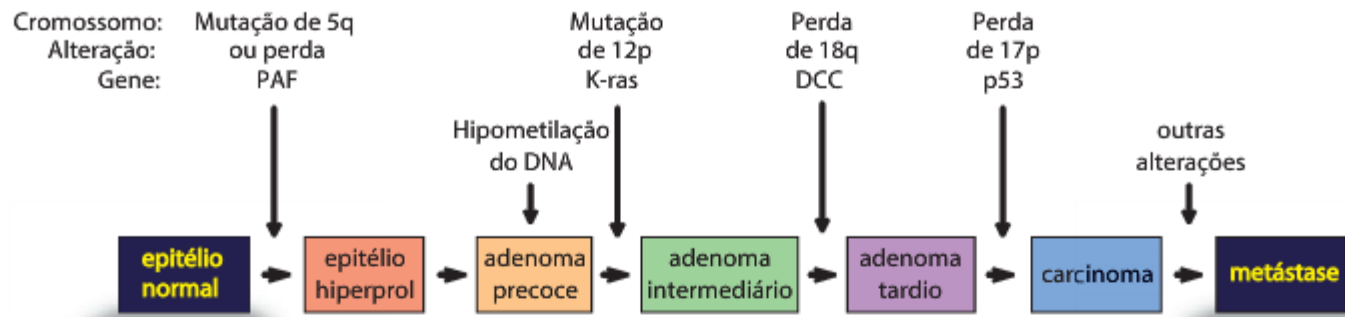 Cromossomo: Mutação de 5q Mutação Perda Perda
Alteração: ou perda de 12p de 18q de 17p
Gene: PAF K-ras DCC p53
Hipometilação outras
do DNA alterações
epitélio epitélio adenoma adenoma adenoma carcinoma metástase
normal hiperprol precoce intermediário tardio